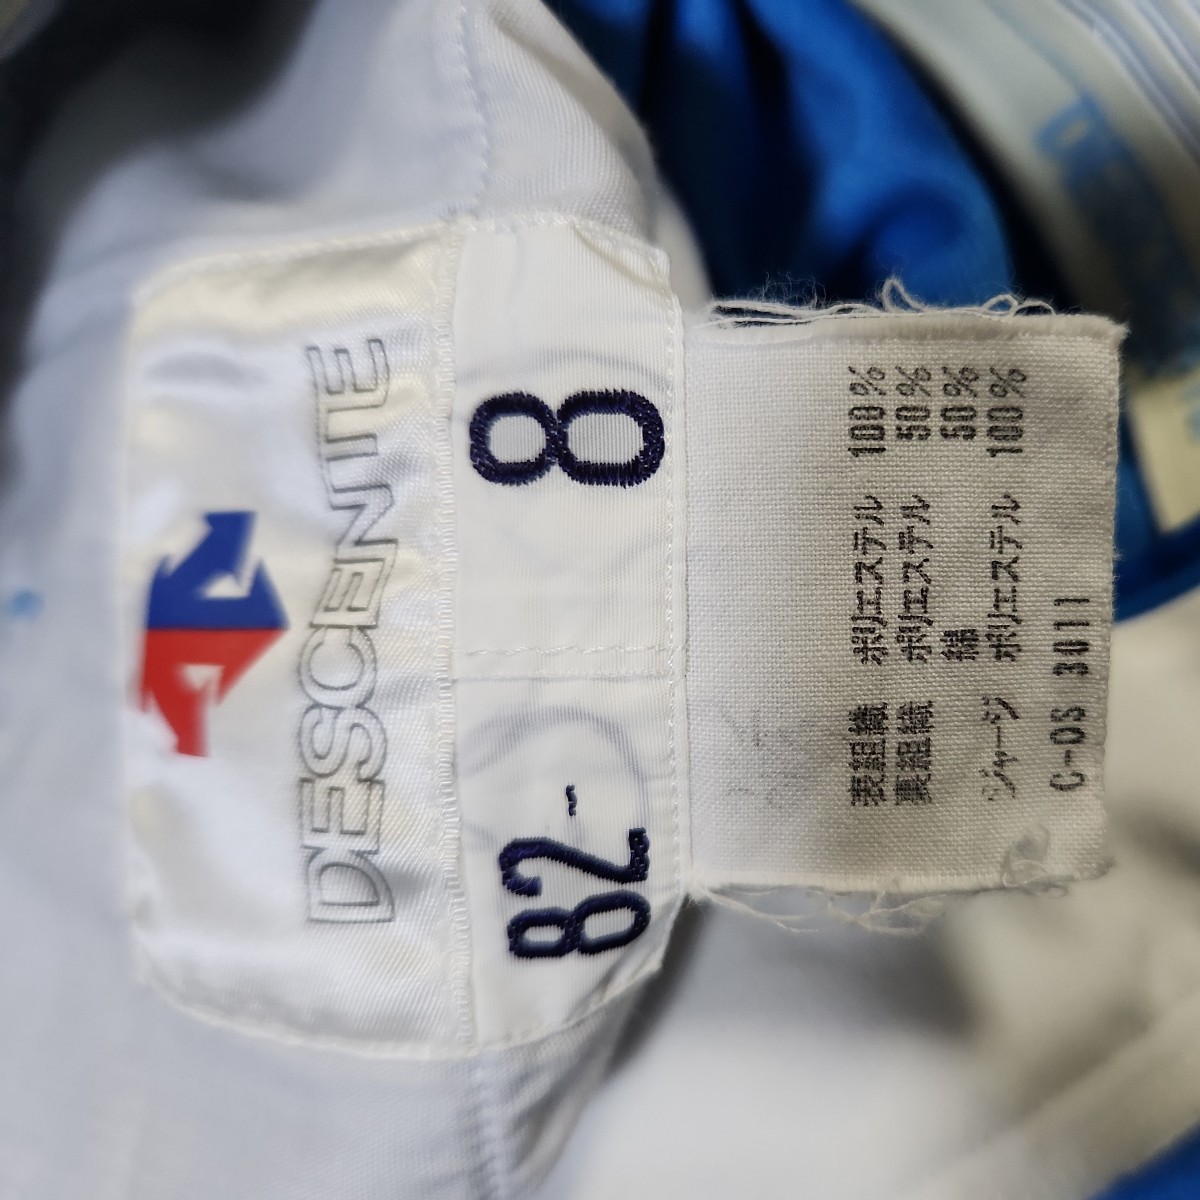 DESCENTE
82-
8
表組織 ポリエステル 100%
裏組織 ポリエステル 50%
綿 50%
ジャージ ポリエステル 100%
C-OS 3011